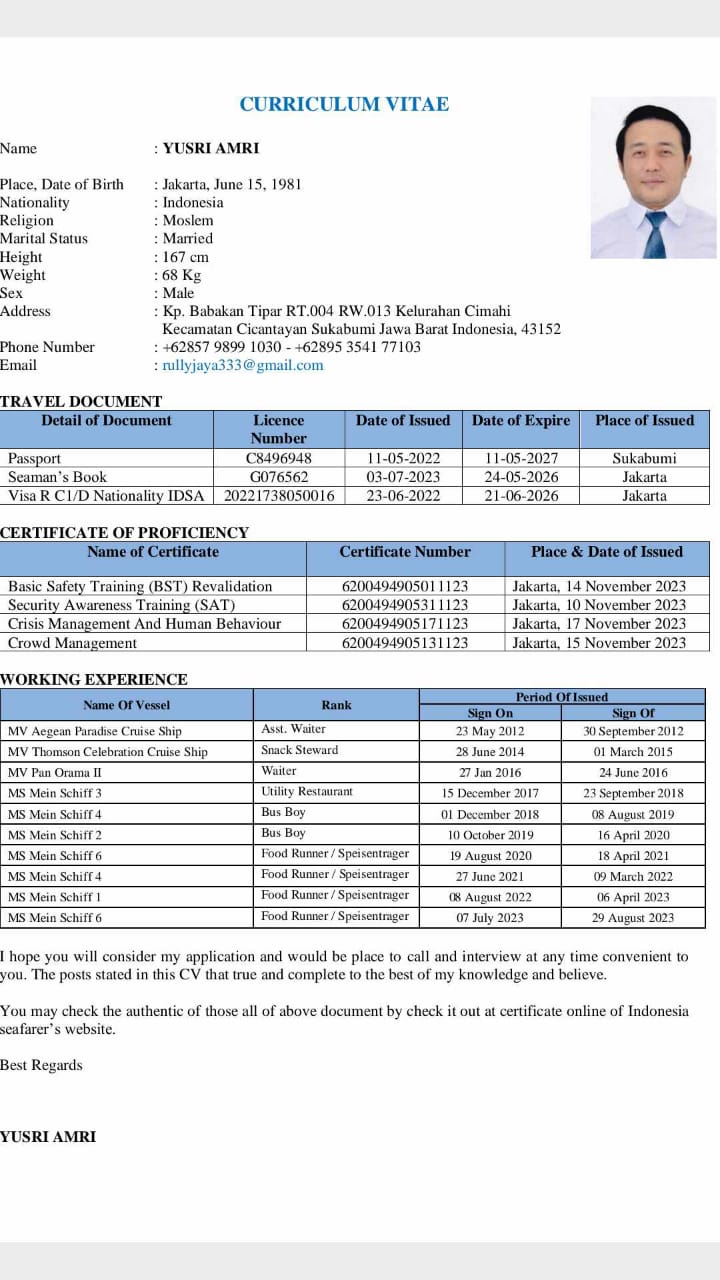 CURRICULUM VITAE
Name : YUSRI AMRI
Place, Date of Birth : Jakarta, June 15, 1981
Nationality : Indonesia
Religion : Moslem
Marital Status : Married
Height : 167 cm
Weight : 68 Kg
Sex : Male
Address : Kp. Babakan Tipar RT.004 RW.013 Kelurahan Cimahi
Kecamatan Cicantayan Sukabumi Jawa Barat Indonesia, 43152
Phone Number : +62857 9899 1030 - +62895 3541 77103
Email : rullyjaya333@gmail.com
TRAVEL DOCUMENT
Detail of Document Licence Number Date of Issued Date of Expire Place of Issued
Passport C8496948 11-05-2022 11-05-2027 Sukabumi
Seaman's Book G076562 03-07-2023 24-05-2026 Jakarta
Visa R C1/D Nationality IDSA 20221738050016 23-06-2022 21-06-2026 Jakarta
CERTIFICATE OF PROFICIENCY
Name of Certificate Certificate Number Place & Date of Issued
Basic Safety Training (BST) Revalidation 6200494905011123 Jakarta, 14 November 2023
Security Awareness Training (SAT) 6200494905311123 Jakarta, 10 November 2023
Crisis Management And Human Behaviour 6200494905171123 Jakarta, 17 November 2023
Crowd Management 6200494905131123 Jakarta, 15 November 2023
WORKING EXPERIENCE
Name Of Vessel Rank Period Of Issued
Sign On Sign Of
MV Aegean Paradise Cruise Ship Asst. Waiter 23 May 2012 30 September 2012
MV Thomson Celebration Cruise Ship Snack Steward 28 June 2014 01 March 2015
MV Pan Orama II Waiter 27 Jan 2016 24 June 2016
MS Mein Schiff 3 Utility Restaurant 15 December 2017 23 September 2018
MS Mein Schiff 4 Bus Boy 01 December 2018 08 August 2019
MS Mein Schiff 2 Bus Boy 10 October 2019 16 April 2020
MS Mein Schiff 6 Food Runner / Speisentrager 19 August 2020 18 April 2021
MS Mein Schiff 4 Food Runner / Speisentrager 27 June 2021 09 March 2022
MS Mein Schiff 1 Food Runner / Speisentrager 08 August 2022 06 April 2023
MS Mein Schiff 6 Food Runner / Speisentrager 07 July 2023 29 August 2023
I hope you will consider my application and would be place to call and interview at any time convenient to
you. The posts stated in this CV that true and complete to the best of my knowledge and believe.
You may check the authentic of those all of above document by check it out at certificate online of Indonesia
seafarer's website.
Best Regards
YUSRI AMRI